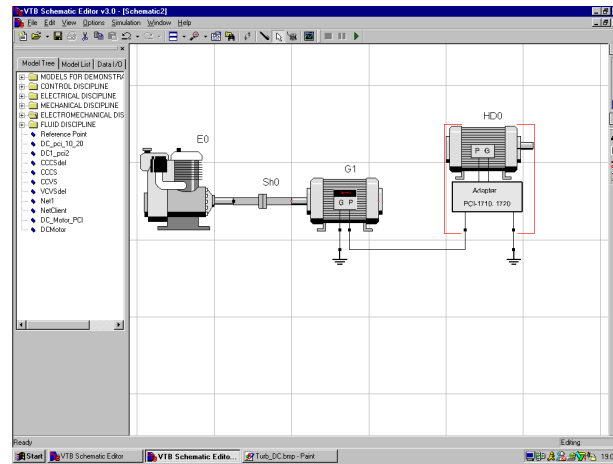 VTB Schematic Editor v3.0 - [Schematic2]
File Edit View Options Simulation Window Help
Model Tree Model List Data I/O
MODELS FOR DEMONSTRA
CONTROL DISCIPLINE
ELECTRICAL DISCIPLINE
MECHANICAL DISCIPLINE
ELECTROMECHANICAL DIS
FLUID DISCIPLINE
Reference Point
DC_pci_10_20
DC1_pci2
CCCSdel
CCCS
CCVS
VCVSdel
Net1
NetClient
DC_Motor_PCI
DCMotor
HD0
P G
E0
Sh0
G1
G P
Adapter
PCI-1710, 1720
Ready
Editing
Start
VTB Schematic Editor
VTB Schematic Edito...
Turb_DC.bmp - Paint